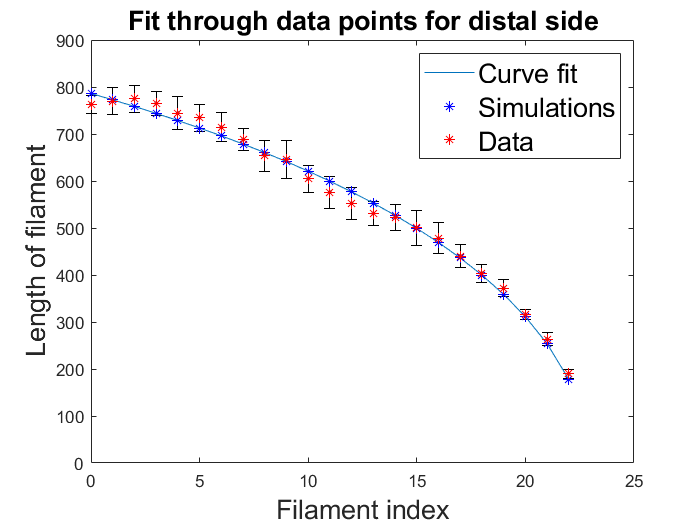 Fit through data points for distal side
900
800
700
600
500
400
300
200
100
0
Length of filament
Curve fit
Simulations
Data
0 5 10 15 20 25
Filament index